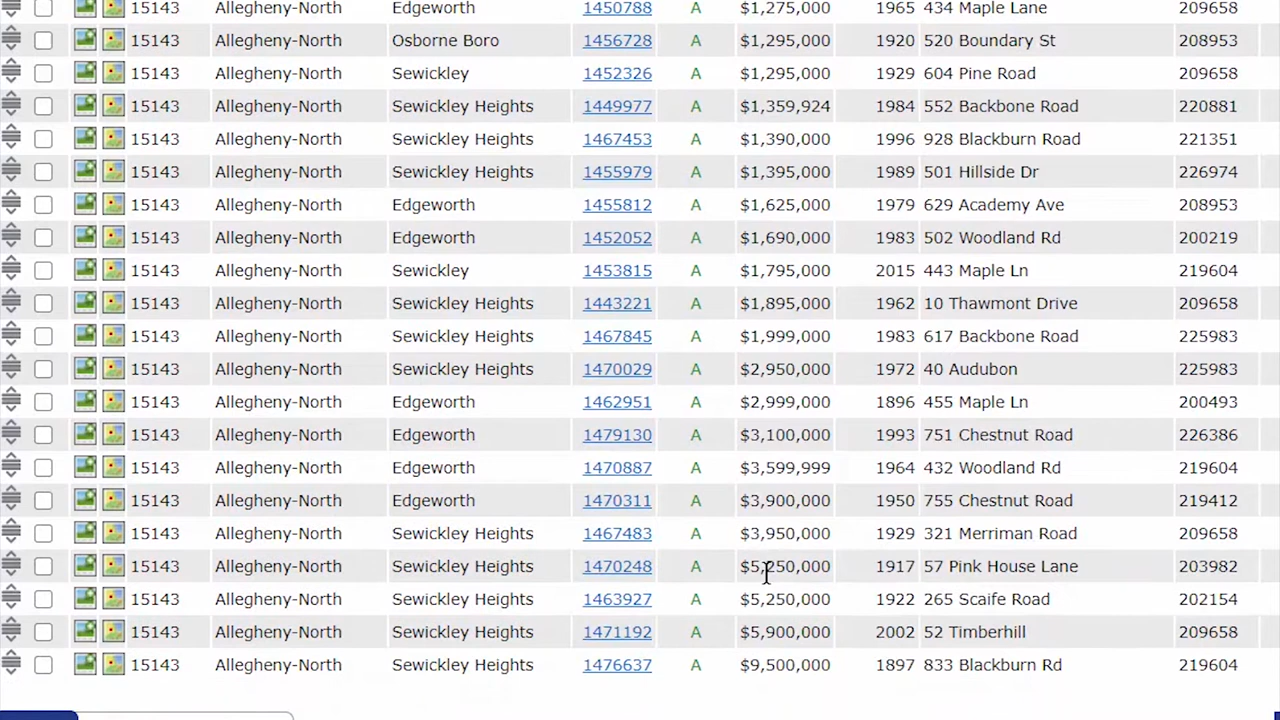 15143 Allegheny-North Edgeworth 1450788 A $1,275,000 1965 434 Maple Lane 209658
15143 Allegheny-North Osborne Boro 1456728 A $1,295,000 1920 520 Boundary St 208953
15143 Allegheny-North Sewickley 1452326 A $1,295,000 1929 604 Pine Road 209658
15143 Allegheny-North Sewickley Heights 1449977 A $1,359,924 1984 552 Backbone Road 220881
15143 Allegheny-North Sewickley Heights 1467453 A $1,390,000 1996 928 Blackburn Road 221351
15143 Allegheny-North Sewickley Heights 1455979 A $1,395,000 1989 501 Hillside Dr 226974
15143 Allegheny-North Edgeworth 1455812 A $1,625,000 1979 629 Academy Ave 208953
15143 Allegheny-North Edgeworth 1452052 A $1,690,000 1983 502 Woodland Rd 200219
15143 Allegheny-North Sewickley 1453815 A $1,795,000 2015 443 Maple Ln 219604
15143 Allegheny-North Sewickley Heights 1443221 A $1,850,000 1962 10 Thawmont Drive 209658
15143 Allegheny-North Sewickley Heights 1467845 A $1,999,000 1983 617 Backbone Road 225983
15143 Allegheny-North Sewickley Heights 1470029 A $2,950,000 1972 40 Audubon 225983
15143 Allegheny-North Edgeworth 1462951 A $2,999,000 1896 455 Maple Ln 200493
15143 Allegheny-North Edgeworth 1479130 A $3,100,000 1993 751 Chestnut Road 226386
15143 Allegheny-North Edgeworth 1470887 A $3,599,999 1964 432 Woodland Rd 219604
15143 Allegheny-North Edgeworth 1470311 A $3,900,000 1950 755 Chestnut Road 219412
15143 Allegheny-North Sewickley Heights 1467483 A $3,950,000 1929 321 Merriman Road 209658
15143 Allegheny-North Sewickley Heights 1470248 A $5,250,000 1917 57 Pink House Lane 203982
15143 Allegheny-North Sewickley Heights 1463927 A $5,250,000 1922 265 Scaife Road 202154
15143 Allegheny-North Sewickley Heights 1471192 A $5,900,000 2002 52 Timberhill 209658
15143 Allegheny-North Sewickley Heights 1476637 A $9,500,000 1897 833 Blackburn Rd 219604